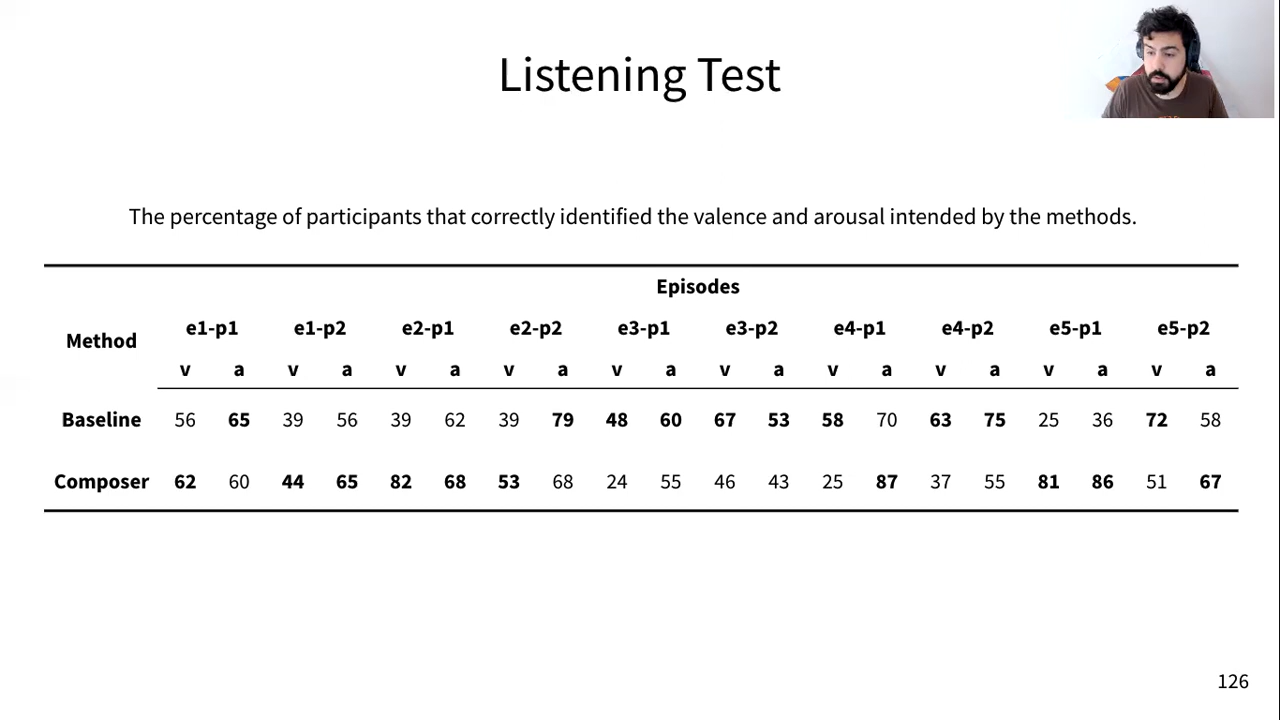 Listening Test
The percentage of participants that correctly identified the valence and arousal intended by the methods.
Episodes
Method e1-p1 e1-p2 e2-p1 e2-p2 e3-p1 e3-p2 e4-p1 e4-p2 e5-p1 e5-p2
v a v a v a v a v a v a v a v a v a v a
Baseline 56 65 39 56 39 62 39 79 48 60 67 53 58 70 63 75 25 36 72 58
Composer 62 60 44 65 82 68 53 68 24 55 46 43 25 87 37 55 81 86 51 67
126